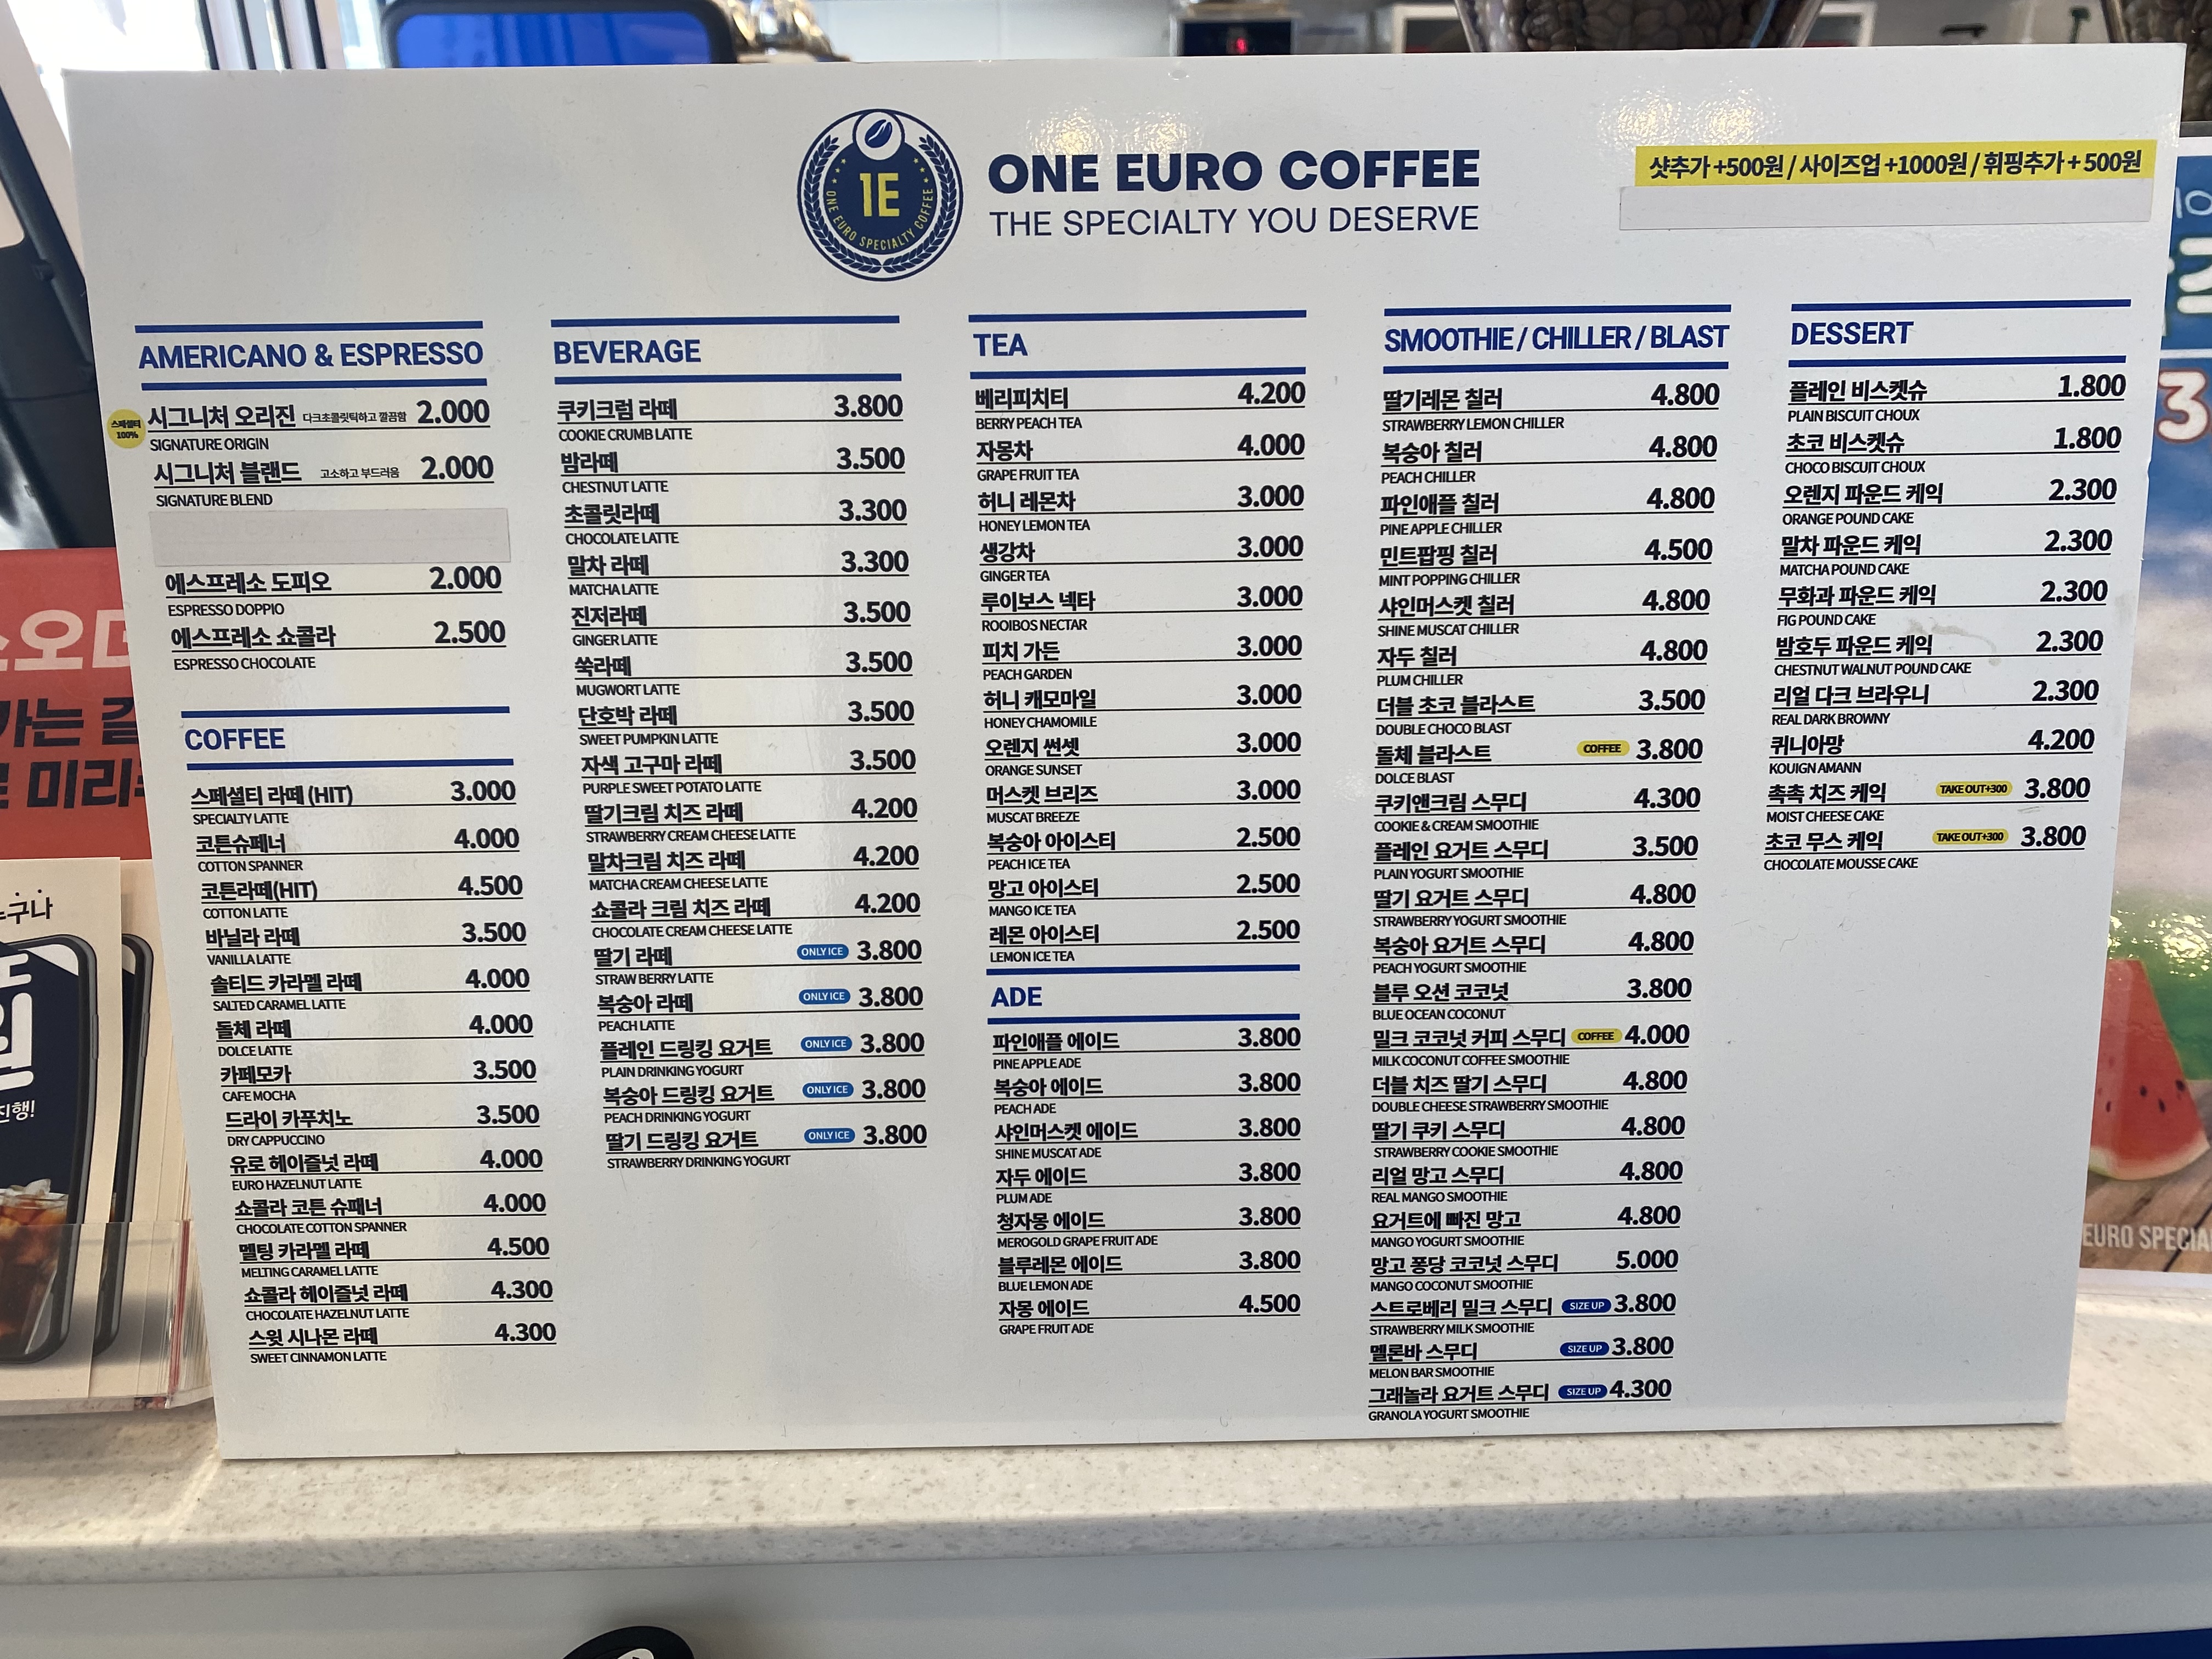 ONE EURO COFFEE
THE SPECIALTY YOU DESERVE
1E
ONE EURO SPECIALTY COFFEE
샷추가 +500원 / 사이즈업 +1000원 / 휘핑추가 + 500원
AMERICANO & ESPRESSO
스페셜티
100%
시그니처 오리진 다크초콜릿틱하고 깔끔함 2.000
SIGNATURE ORIGIN
시그니처 블랜드 고소하고 부드러움 2.000
SIGNATURE BLEND
에스프레소 도피오 2.000
ESPRESSO DOPPIO
에스프레소 쇼콜라 2.500
ESPRESSO CHOCOLATE
COFFEE
스페셜티 라떼 (HIT) 3.000
SPECIALTY LATTE
코튼슈페너 4.000
COTTON SPANNER
코튼라떼(HIT) 4.500
COTTON LATTE
바닐라 라떼 3.500
VANILLA LATTE
솔티드 카라멜 라떼 4.000
SALTED CARAMEL LATTE
돌체 라떼 4.000
DOLCE LATTE
카페모카 3.500
CAFE MOCHA
드라이 카푸치노 3.500
DRY CAPPUCCINO
유로 헤이즐넛 라떼 4.000
EURO HAZELNUT LATTE
쇼콜라 코튼 슈패너 4.000
CHOCOLATE COTTON SPANNER
멜팅 카라멜 라떼 4.500
MELTING CARAMEL LATTE
쇼콜라 헤이즐넛 라떼 4.300
CHOCOLATE HAZELNUT LATTE
스윗 시나몬 라떼 4.300
SWEET CINNAMON LATTE
BEVERAGE
쿠키크럼 라떼 3.800
COOKIE CRUMB LATTE
밤라떼 3.500
CHESTNUT LATTE
초콜릿라떼 3.300
CHOCOLATE LATTE
말차 라떼 3.300
MATCHA LATTE
진저라떼 3.500
GINGER LATTE
쑥라떼 3.500
MUGWORT LATTE
단호박 라떼 3.500
SWEET PUMPKIN LATTE
자색 고구마 라떼 3.500
PURPLE SWEET POTATO LATTE
딸기크림 치즈 라떼 4.200
STRAWBERRY CREAM CHEESE LATTE
말차크림 치즈 라떼 4.200
MATCHA CREAM CHEESE LATTE
쇼콜라 크림 치즈 라떼 4.200
CHOCOLATE CREAM CHEESE LATTE
딸기 라떼 ONLY ICE 3.800
STRAW BERRY LATTE
복숭아 라떼 ONLY ICE 3.800
PEACH LATTE
플레인 드링킹 요거트 ONLY ICE 3.800
PLAIN DRINKING YOGURT
복숭아 드링킹 요거트 ONLY ICE 3.800
PEACH DRINKING YOGURT
딸기 드링킹 요거트 ONLY ICE 3.800
STRAWBERRY DRINKING YOGURT
TEA
베리피치티 4.200
BERRY PEACH TEA
자몽차 4.000
GRAPE FRUIT TEA
허니 레몬차 3.000
HONEY LEMON TEA
생강차 3.000
GINGER TEA
루이보스 넥타 3.000
ROOIBOS NECTAR
피치 가든 3.000
PEACH GARDEN
허니 캐모마일 3.000
HONEY CHAMOMILE
오렌지 썬셋 3.000
ORANGE SUNSET
머스켓 브리즈 3.000
MUSCAT BREEZE
복숭아 아이스티 2.500
PEACH ICE TEA
망고 아이스티 2.500
MANGO ICE TEA
레몬 아이스티 2.500
LEMON ICE TEA
ADE
파인애플 에이드 3.800
PINE APPLE ADE
복숭아 에이드 3.800
PEACH ADE
샤인머스켓 에이드 3.800
SHINE MUSCAT ADE
자두 에이드 3.800
PLUM ADE
청자몽 에이드 3.800
MEROGOLD GRAPE FRUIT ADE
블루레몬 에이드 3.800
BLUE LEMON ADE
자몽 에이드 4.500
GRAPE FRUIT ADE
SMOOTHIE / CHILLER / BLAST
딸기레몬 칠러 4.800
STRAWBERRY LEMON CHILLER
복숭아 칠러 4.800
PEACH CHILLER
파인애플 칠러 4.800
PINE APPLE CHILLER
민트팝핑 칠러 4.500
MINT POPPING CHILLER
샤인머스켓 칠러 4.800
SHINE MUSCAT CHILLER
자두 칠러 4.800
PLUM CHILLER
더블 초코 블라스트 3.500
DOUBLE CHOCO BLAST
돌체 블라스트 COFFEE 3.800
DOLCE BLAST
쿠키앤크림 스무디 4.300
COOKIE & CREAM SMOOTHIE
플레인 요거트 스무디 3.500
PLAIN YOGURT SMOOTHIE
딸기 요거트 스무디 4.800
STRAWBERRY YOGURT SMOOTHIE
복숭아 요거트 스무디 4.800
PEACH YOGURT SMOOTHIE
블루 오션 코코넛 3.800
BLUE OCEAN COCONUT
밀크 코코넛 커피 스무디 COFFEE 4.000
MILK COCONUT COFFEE SMOOTHIE
더블 치즈 딸기 스무디 4.800
DOUBLE CHEESE STRAWBERRY SMOOTHIE
딸기 쿠키 스무디 4.800
STRAWBERRY COOKIE SMOOTHIE
리얼 망고 스무디 4.800
REAL MANGO SMOOTHIE
요거트에 빠진 망고 4.800
MANGO YOGURT SMOOTHIE
망고 퐁당 코코넛 스무디 5.000
MANGO COCONUT SMOOTHIE
스트로베리 밀크 스무디 SIZE UP 3.800
STRAWBERRY MILK SMOOTHIE
멜론바 스무디 SIZE UP 3.800
MELON BAR SMOOTHIE
그래놀라 요거트 스무디 SIZE UP 4.300
GRANOLA YOGURT SMOOTHIE
DESSERT
플레인 비스켓슈 1.800
PLAIN BISCUIT CHOUX
초코 비스켓슈 1.800
CHOCO BISCUIT CHOUX
오렌지 파운드 케익 2.300
ORANGE POUND CAKE
말차 파운드 케익 2.300
MATCHA POUND CAKE
무화과 파운드 케익 2.300
FIG POUND CAKE
밤호두 파운드 케익 2.300
CHESTNUT WALNUT POUND CAKE
리얼 다크 브라우니 2.300
REAL DARK BROWNY
퀴니아망 4.200
KOUIGN AMANN
촉촉 치즈 케익 TAKE OUT+300 3.800
MOIST CHEESE CAKE
초코 무스 케익 TAKE OUT+300 3.800
CHOCOLATE MOUSSE CAKE
가는
미리
누구나
진행!
3
EURO